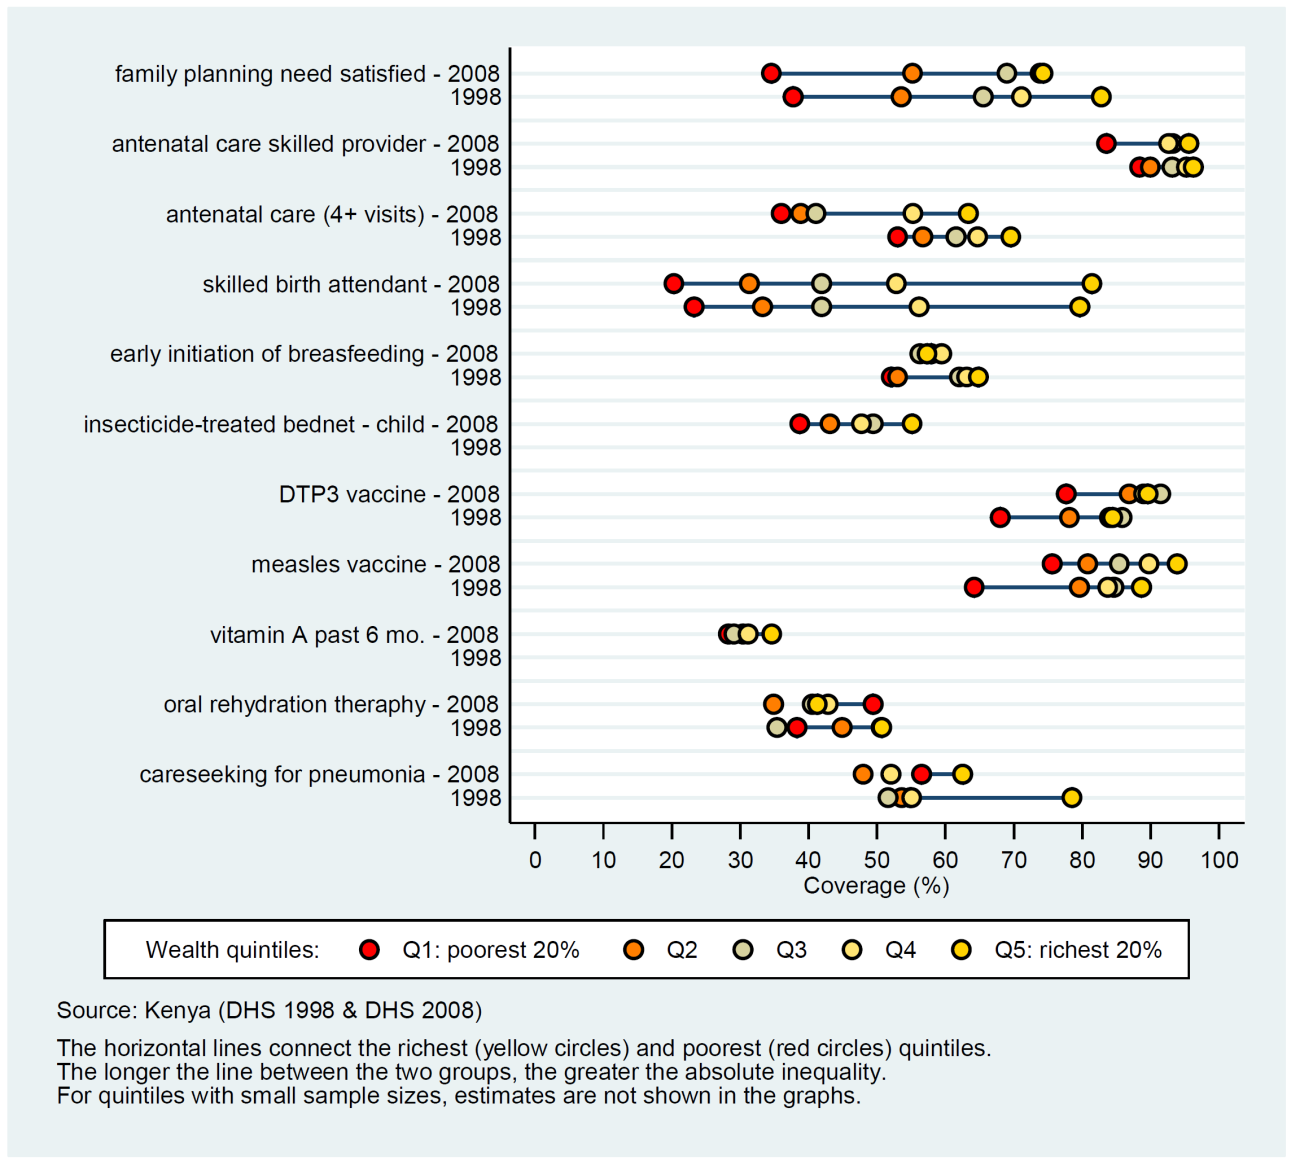 family planning need satisfied - 2008
1998
antenatal care skilled provider - 2008
1998
antenatal care (4+ visits) - 2008
1998
skilled birth attendant - 2008
1998
early initiation of breasfeeding - 2008
1998
insecticide-treated bednet - child - 2008
1998
DTP3 vaccine - 2008
1998
measles vaccine - 2008
1998
vitamin A past 6 mo. - 2008
1998
oral rehydration theraphy - 2008
1998
careseeking for pneumonia - 2008
1998
0 10 20 30 40 50 60 70 80 90 100
Coverage (%)
Wealth quintiles: Q1: poorest 20% Q2 Q3 Q4 Q5: richest 20%
Source: Kenya (DHS 1998 & DHS 2008)
The horizontal lines connect the richest (yellow circles) and poorest (red circles) quintiles.
The longer the line between the two groups, the greater the absolute inequality.
For quintiles with small sample sizes, estimates are not shown in the graphs.